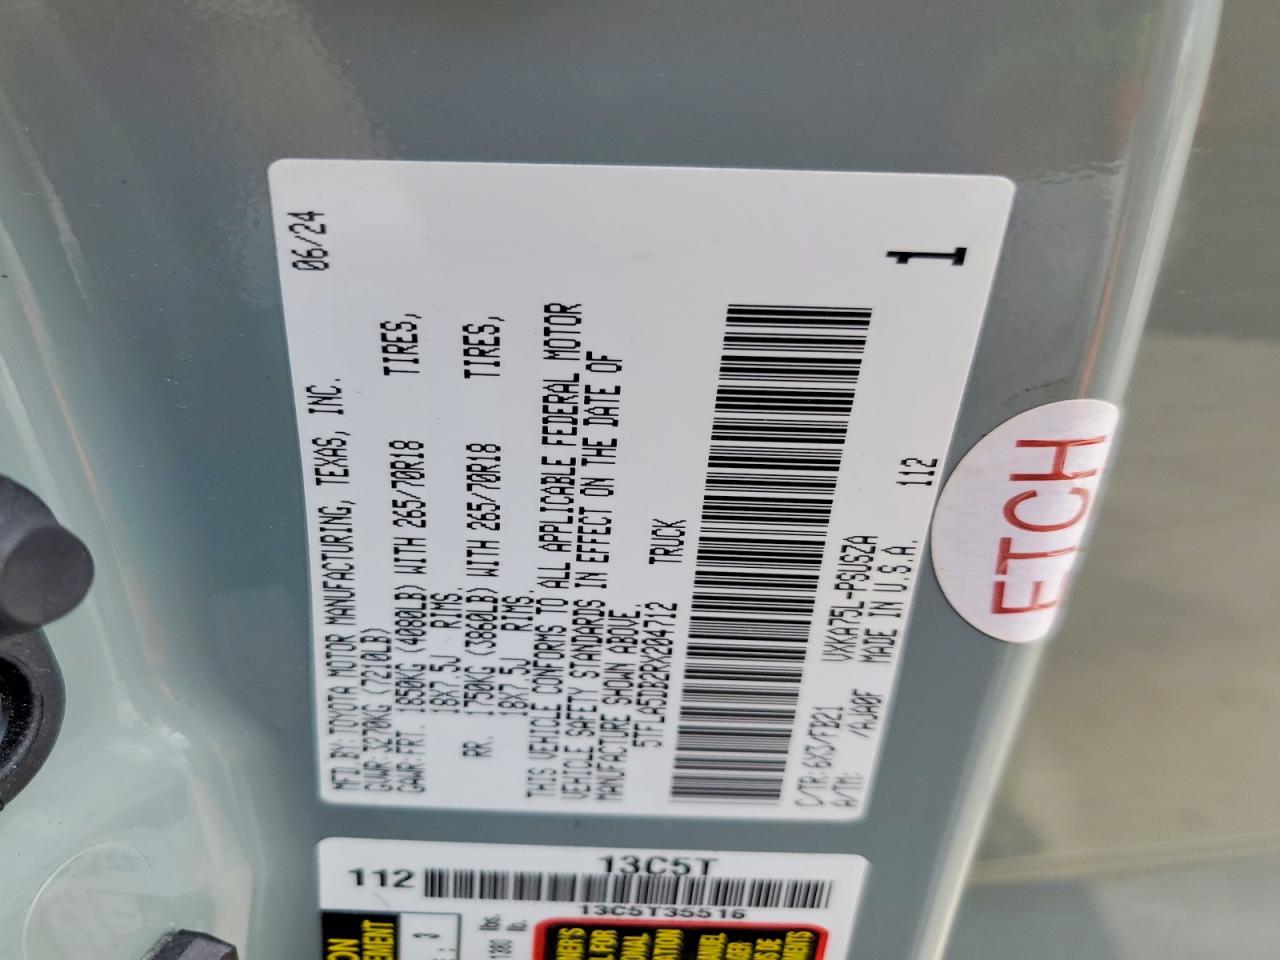 MFD.BY:TOYOTA MOTOR MANUFACTURING, TEXAS, INC. 06/24
GVWR:3270KG (7210LB)
GAWR:FRT. 1850KG (4080LB) WITH 265/70R18 TIRES,
18X7.5J RIMS.
RR. 1750KG (3860LB) WITH 265/70R18 TIRES,
18X7.5J RIMS.
THIS VEHICLE CONFORMS TO ALL APPLICABLE FEDERAL MOTOR
VEHICLE SAFETY STANDARDS IN EFFECT ON THE DATE OF
MANUFACTURE SHOWN ABOVE.
5TFLA5DB2RX204712 TRUCK
C/TR:6X3/FB21 VXKA75L-PSUSZA 112
A/TM: /AJA0F MADE IN U.S.A.
1
ETCH
13C5T
112
13C5T35516